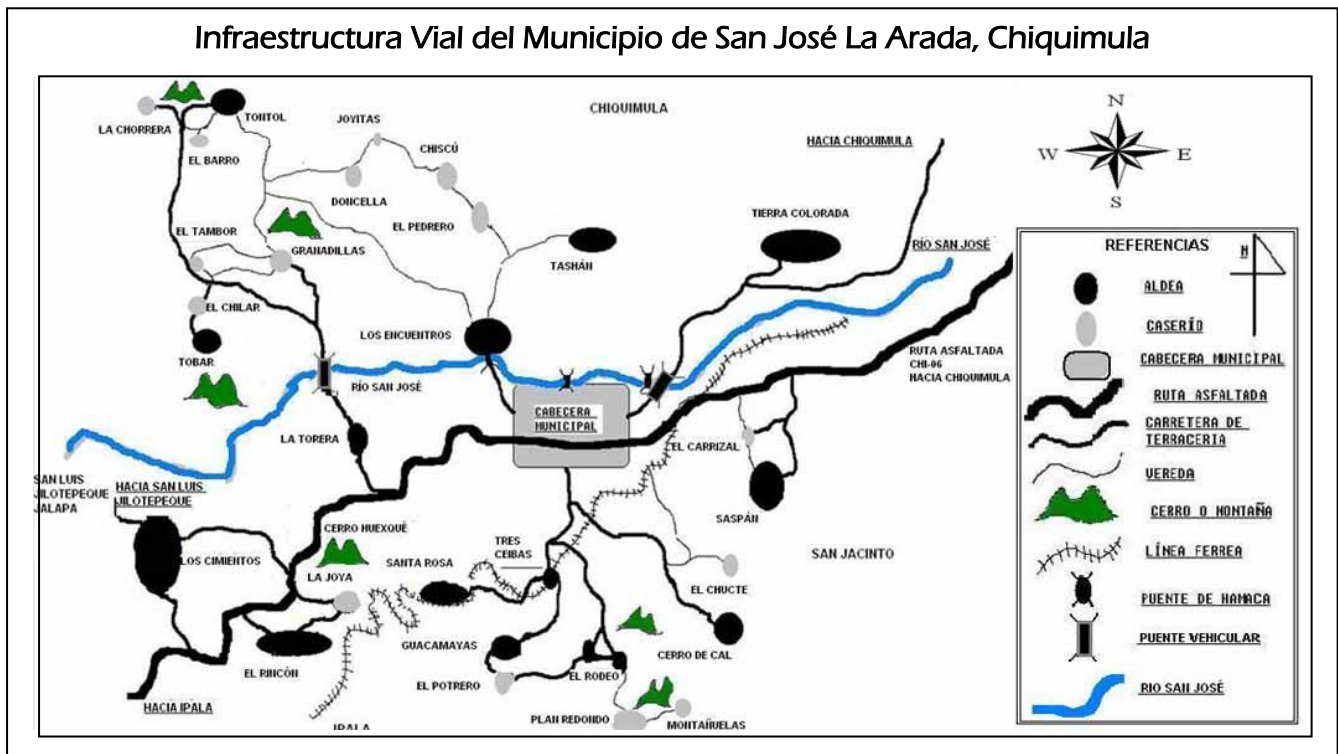 Infraestructura Vial del Municipio de San José La Arada, Chiquimula
CHIQUIMULA
LA CHORRERA
TONTOL
JOYITAS
EL BARRO
CHISCÚ
HACIA CHIQUIMULA
N
W
E
S
DONCELLA
EL PEDRERO
TIERRA COLORADA
EL TAMBOR
GRANADILLAS
TASHÁN
RÍO SAN JOSÉ
EL CHILAR
LOS ENCUENTROS
TOBAR
RÍO SAN JOSÉ
RUTA ASFALTADA
CHI-06
HACIA CHIQUIMULA
CABECERA
MUNICIPAL
LA TORERA
EL CARRIZAL
SAN LUIS
JILOTEPEQUE
JALAPA
HACIA SAN LUIS
JILOTEPEQUE
SASPÁN
CERRO HUEXQUÉ
LOS CIMIENTOS
LA JOYA
SANTA ROSA
TRES
CEIBAS
SAN JACINTO
EL CHUCTE
GUACAMAYAS
CERRO DE CAL
EL RINCÓN
EL POTRERO
EL RODEO
HACIA IPALA
IPALA
PLAN REDONDO
MONTAÑUELAS
REFERENCIAS
N
ALDEA
CASERÍO
CABECERA MUNICIPAL
RUTA ASFALTADA
CARRETERA DE
TERRACERIA
VEREDA
CERRO O MONTAÑA
LÍNEA FERREA
PUENTE DE HAMACA
PUENTE VEHICULAR
RIO SAN JOSÉ